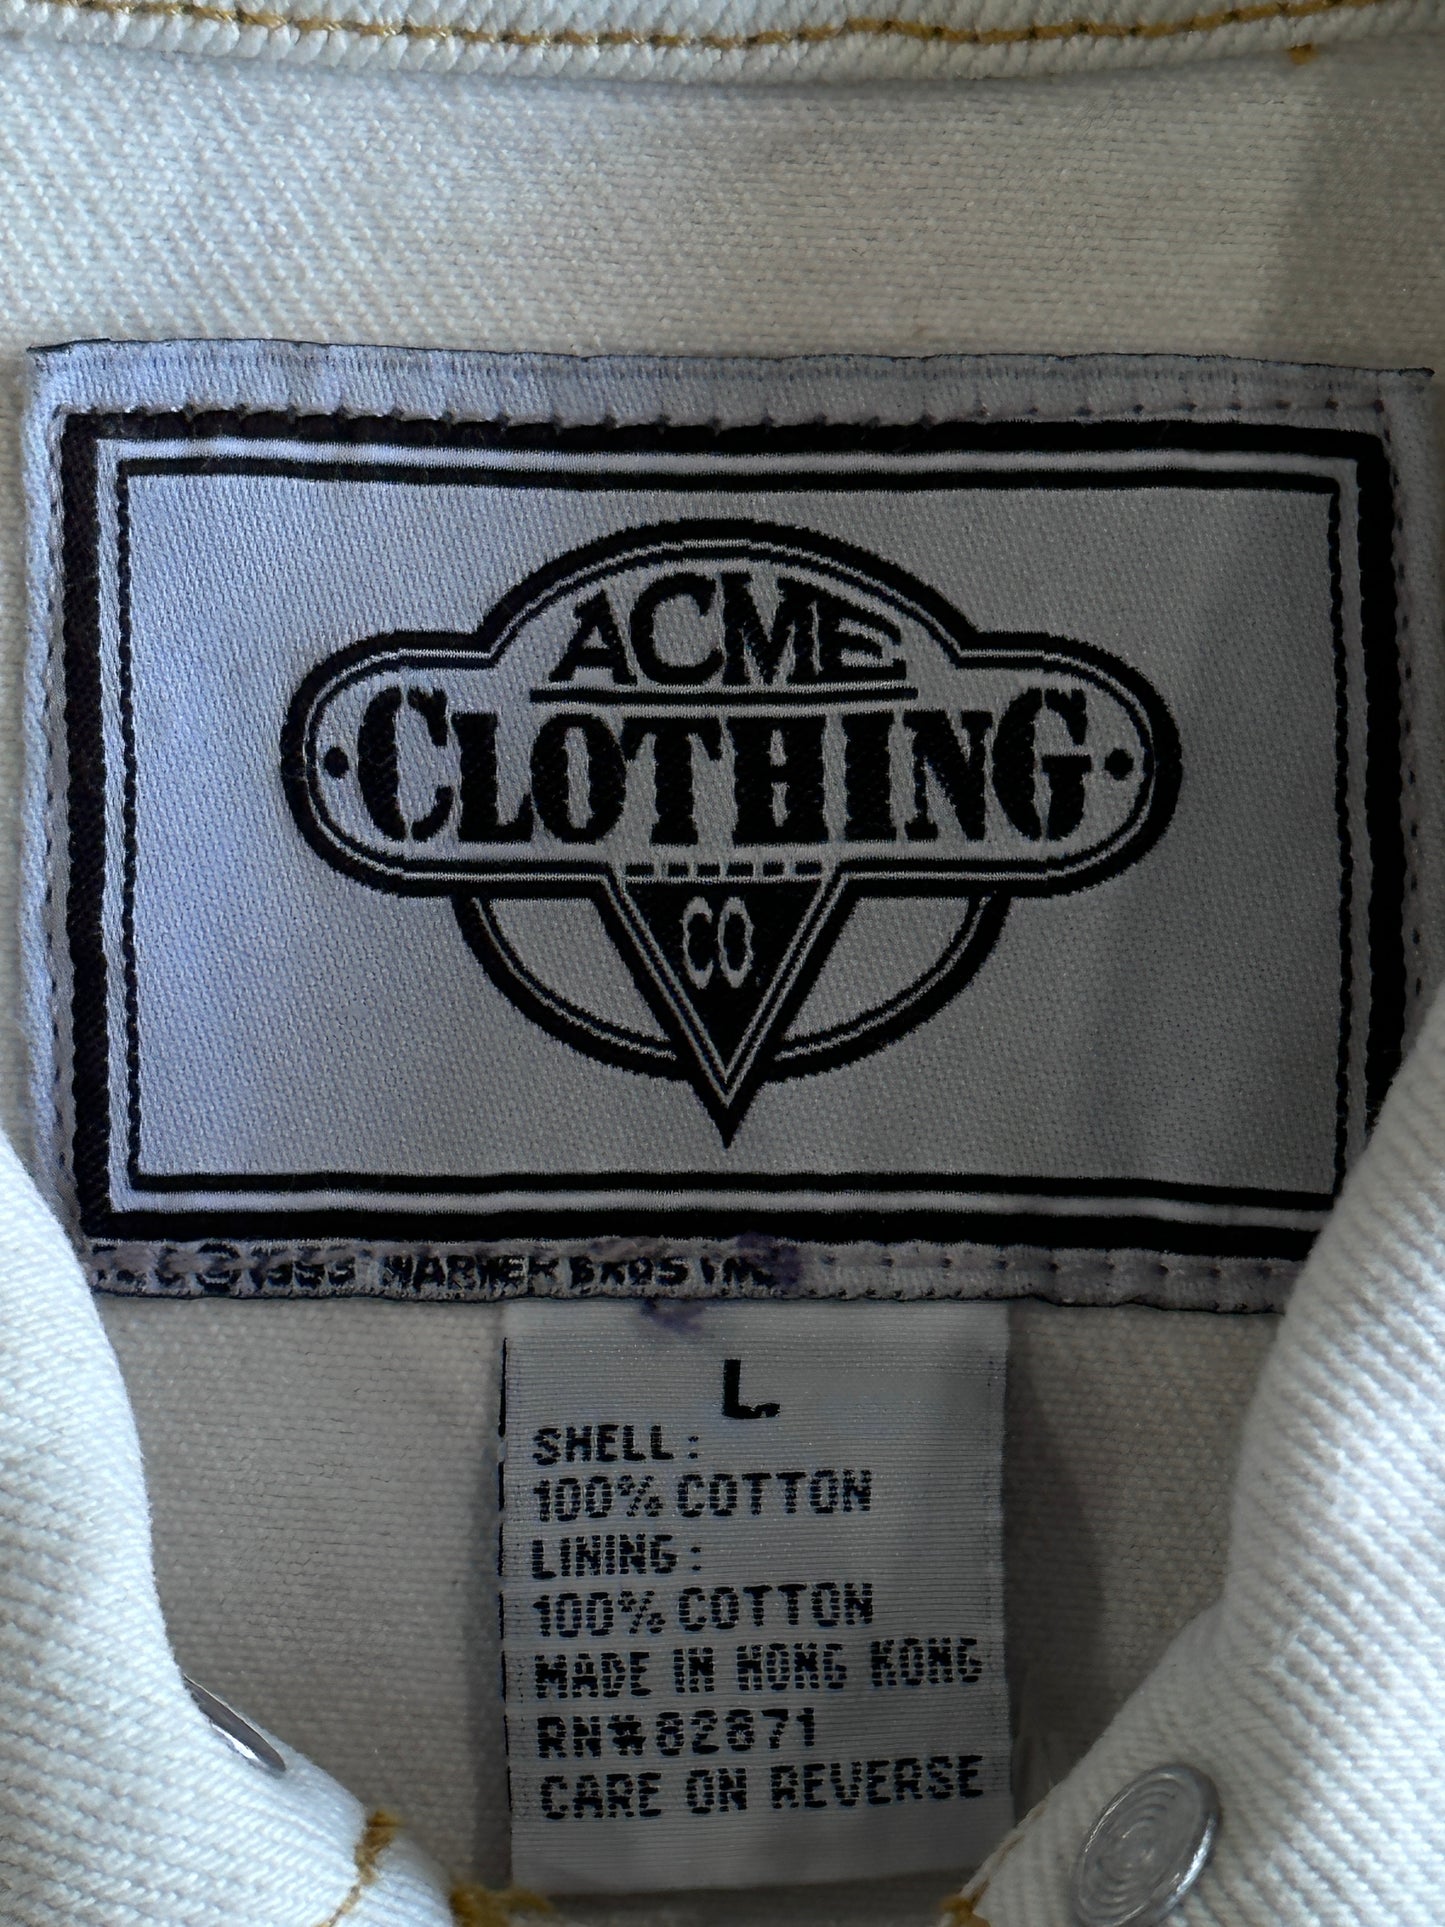 ACME
CLOTHING
CO.
© 1993 WARNER BROS INC.
L
SHELL:
100% COTTON
LINING:
100% COTTON
MADE IN HONG KONG
RN#82871
CARE ON REVERSE